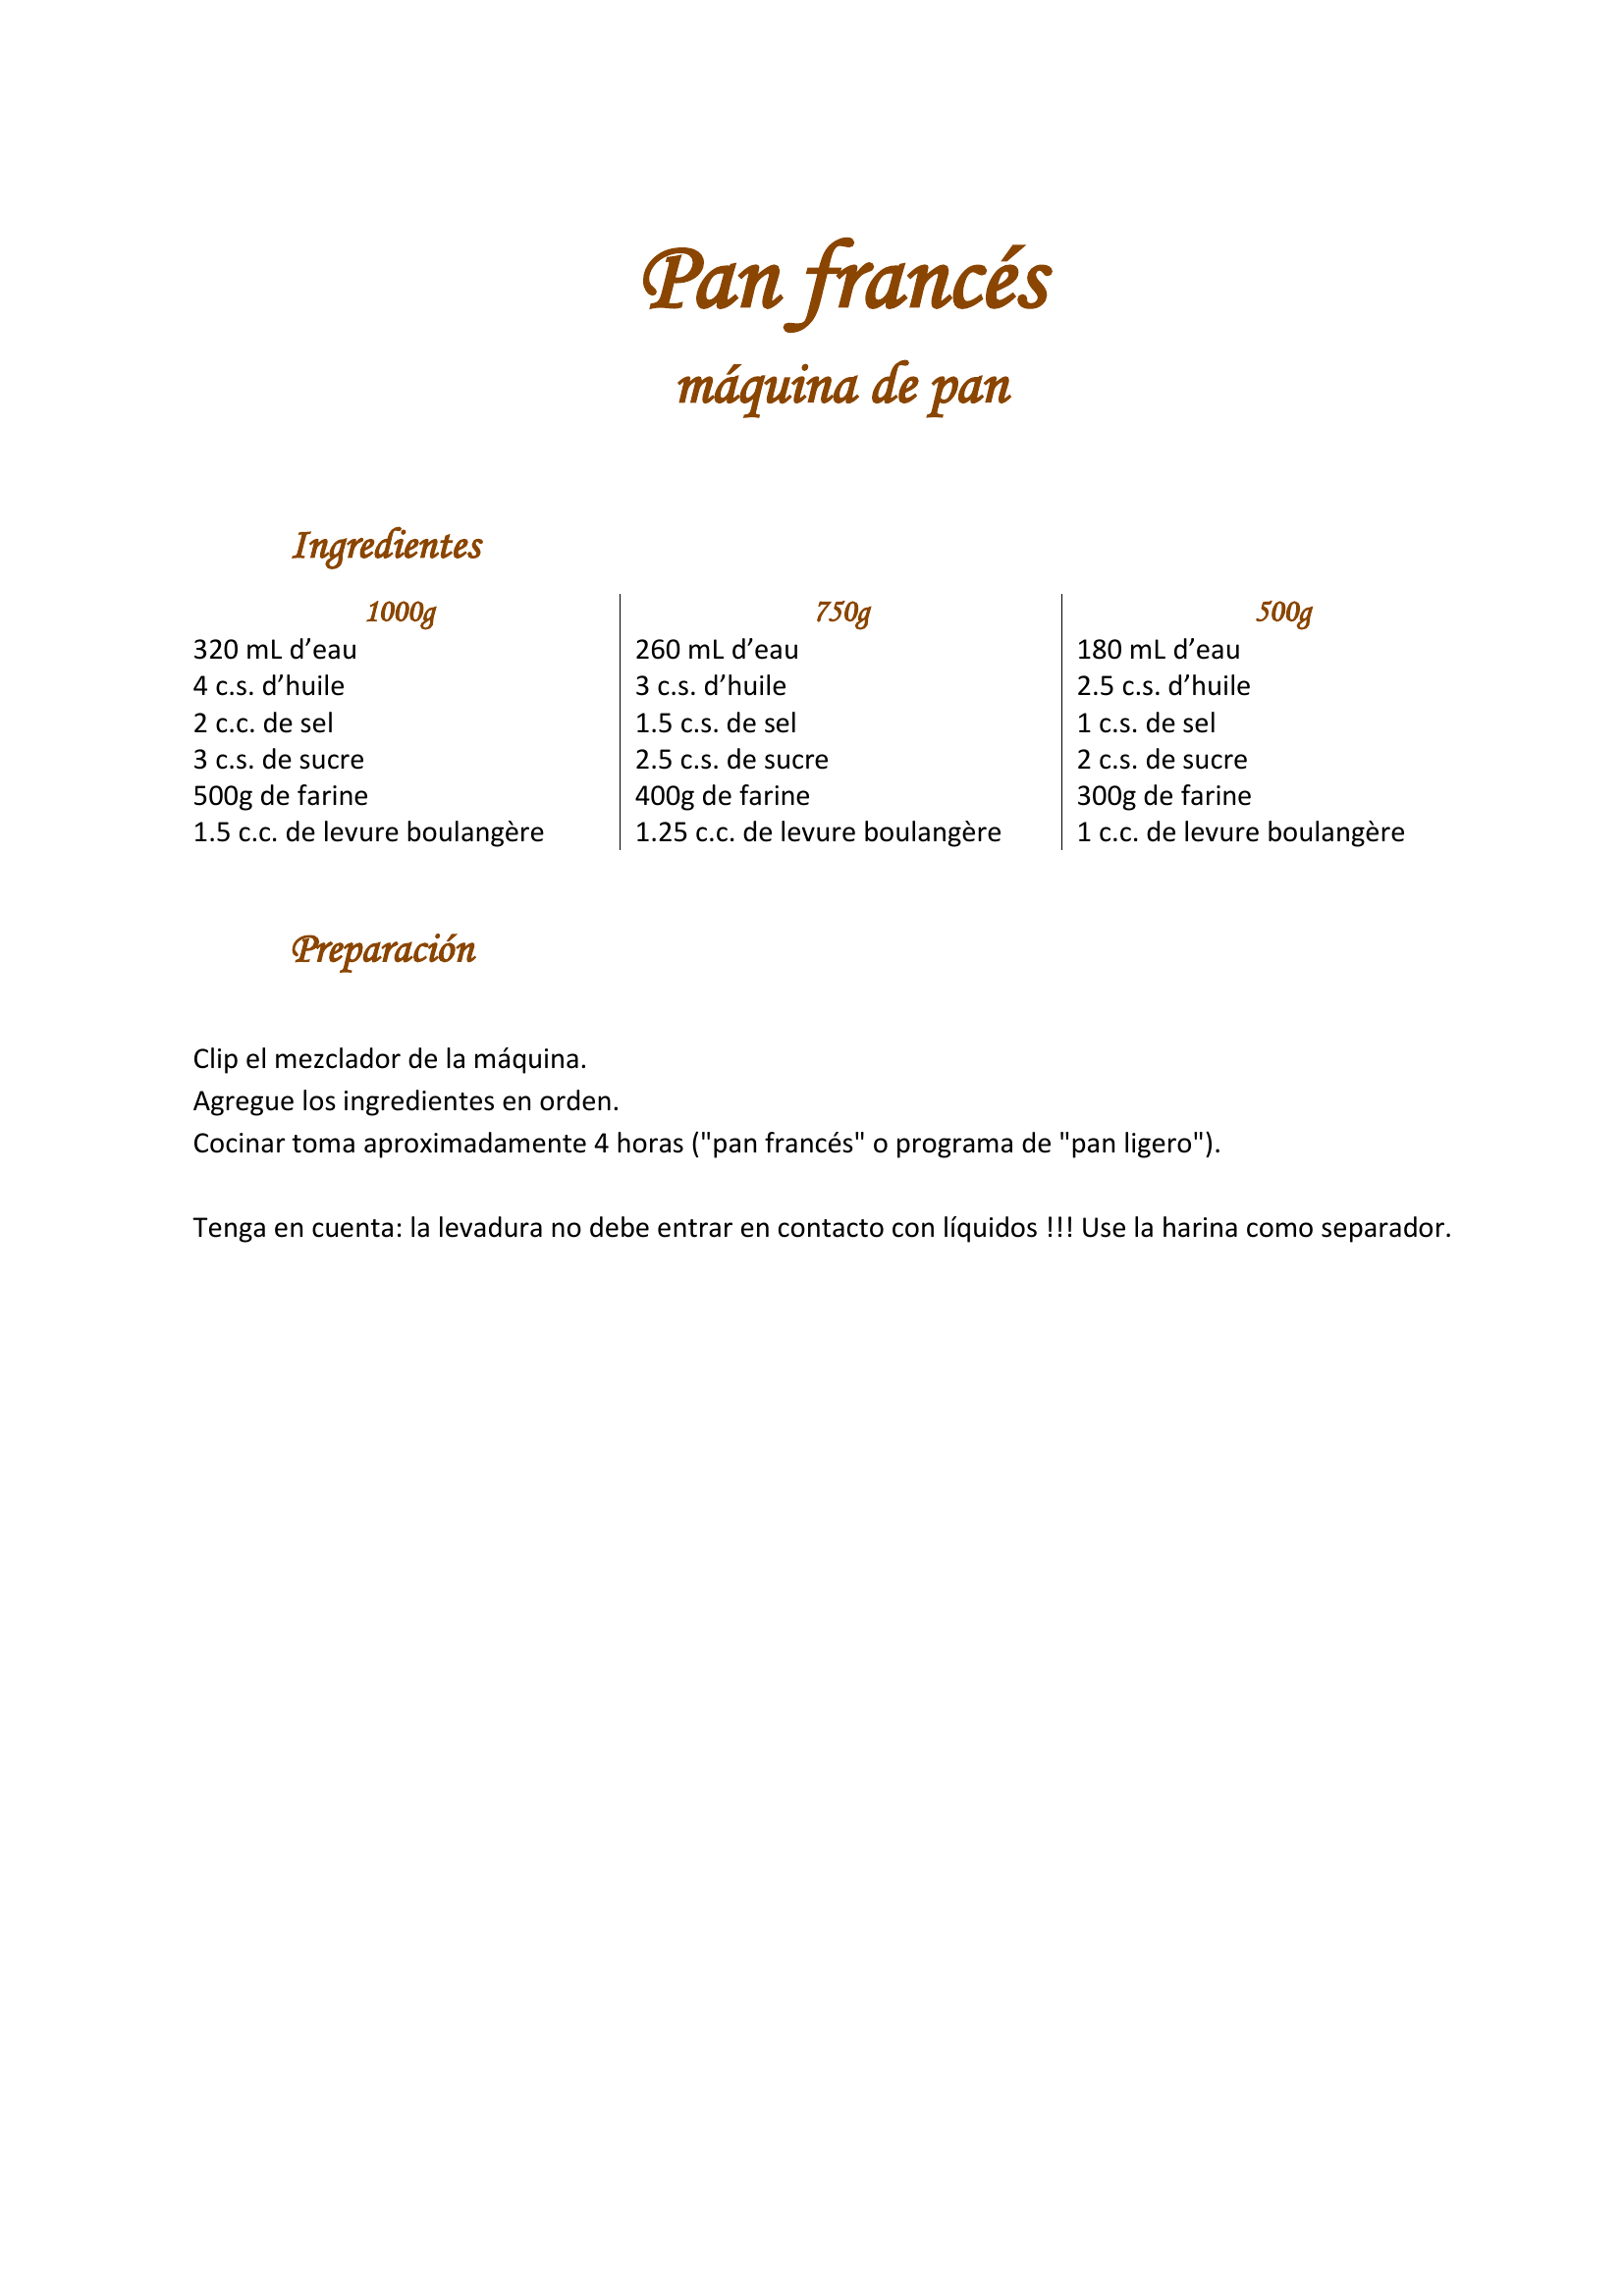 Pan francés
máquina de pan
Ingredientes
1000g
320 mL d’eau
4 c.s. d’huile
2 c.c. de sel
3 c.s. de sucre
500g de farine
1.5 c.c. de levure boulangère
750g
260 mL d’eau
3 c.s. d’huile
1.5 c.s. de sel
2.5 c.s. de sucre
400g de farine
1.25 c.c. de levure boulangère
500g
180 mL d’eau
2.5 c.s. d’huile
1 c.s. de sel
2 c.s. de sucre
300g de farine
1 c.c. de levure boulangère
Preparación
Clip el mezclador de la máquina.
Agregue los ingredientes en orden.
Cocinar toma aproximadamente 4 horas ("pan francés" o programa de "pan ligero").
Tenga en cuenta: la levadura no debe entrar en contacto con líquidos !!! Use la harina como separador.